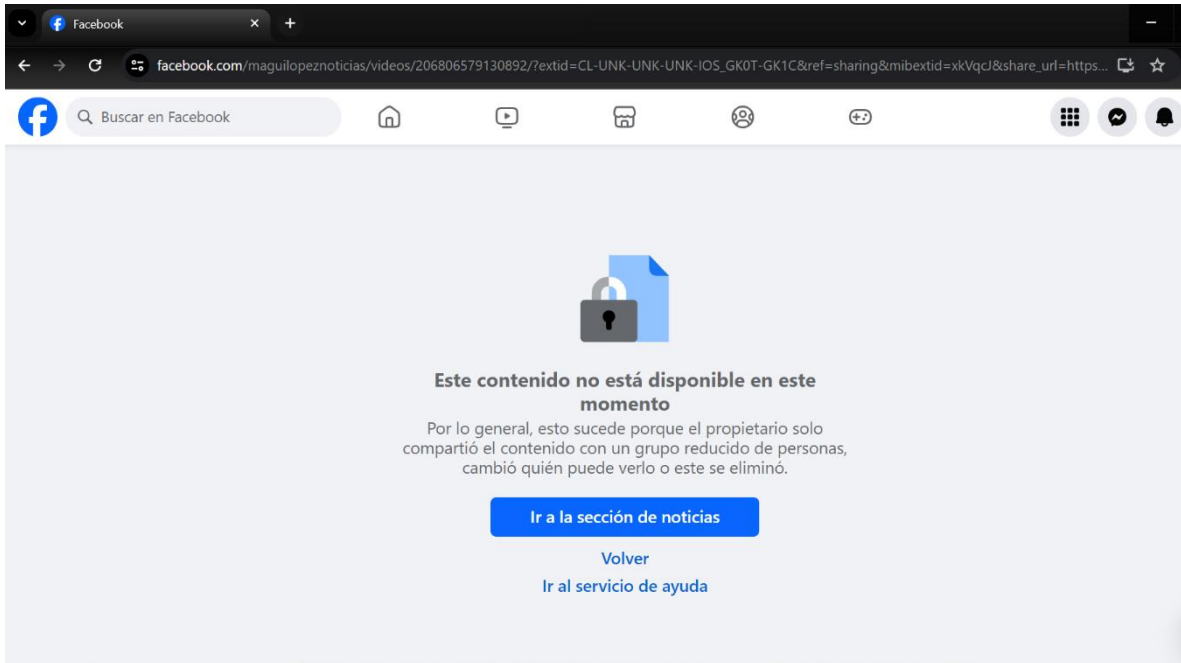 Facebook
facebook.com/maguilopeznoticias/videos/206806579130892/?extid=CL-UNK-UNK-UNK-IOS_GK0T-GK1C&ref=sharing&mibextid=xkVqcJ&share_url=https...
Buscar en Facebook
Este contenido no está disponible en este
momento
Por lo general, esto sucede porque el propietario solo
compartió el contenido con un grupo reducido de personas,
cambió quién puede verlo o este se eliminó.
Ir a la sección de noticias
Volver
Ir al servicio de ayuda